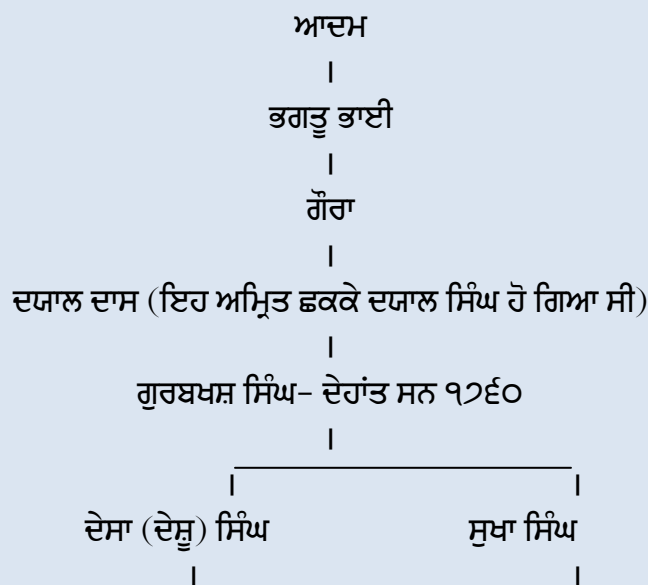 ਆਦਮ
ਭਗਤੂ ਭਾਈ
ਗੌਰਾ
ਦਯਾਲ ਦਾਸ (ਇਹ ਅਮ੍ਰਿਤ ਛਕਕੇ ਦਯਾਲ ਸਿੰਘ ਹੋ ਗਿਆ ਸੀ)
ਗੁਰਬਖਸ਼ ਸਿੰਘ- ਦੇਹਾਂਤ ਸਨ ੧੭੬੦
ਦੇਸਾ (ਦੇਸ਼ੂ) ਸਿੰਘ ਸੁਖਾ ਸਿੰਘ